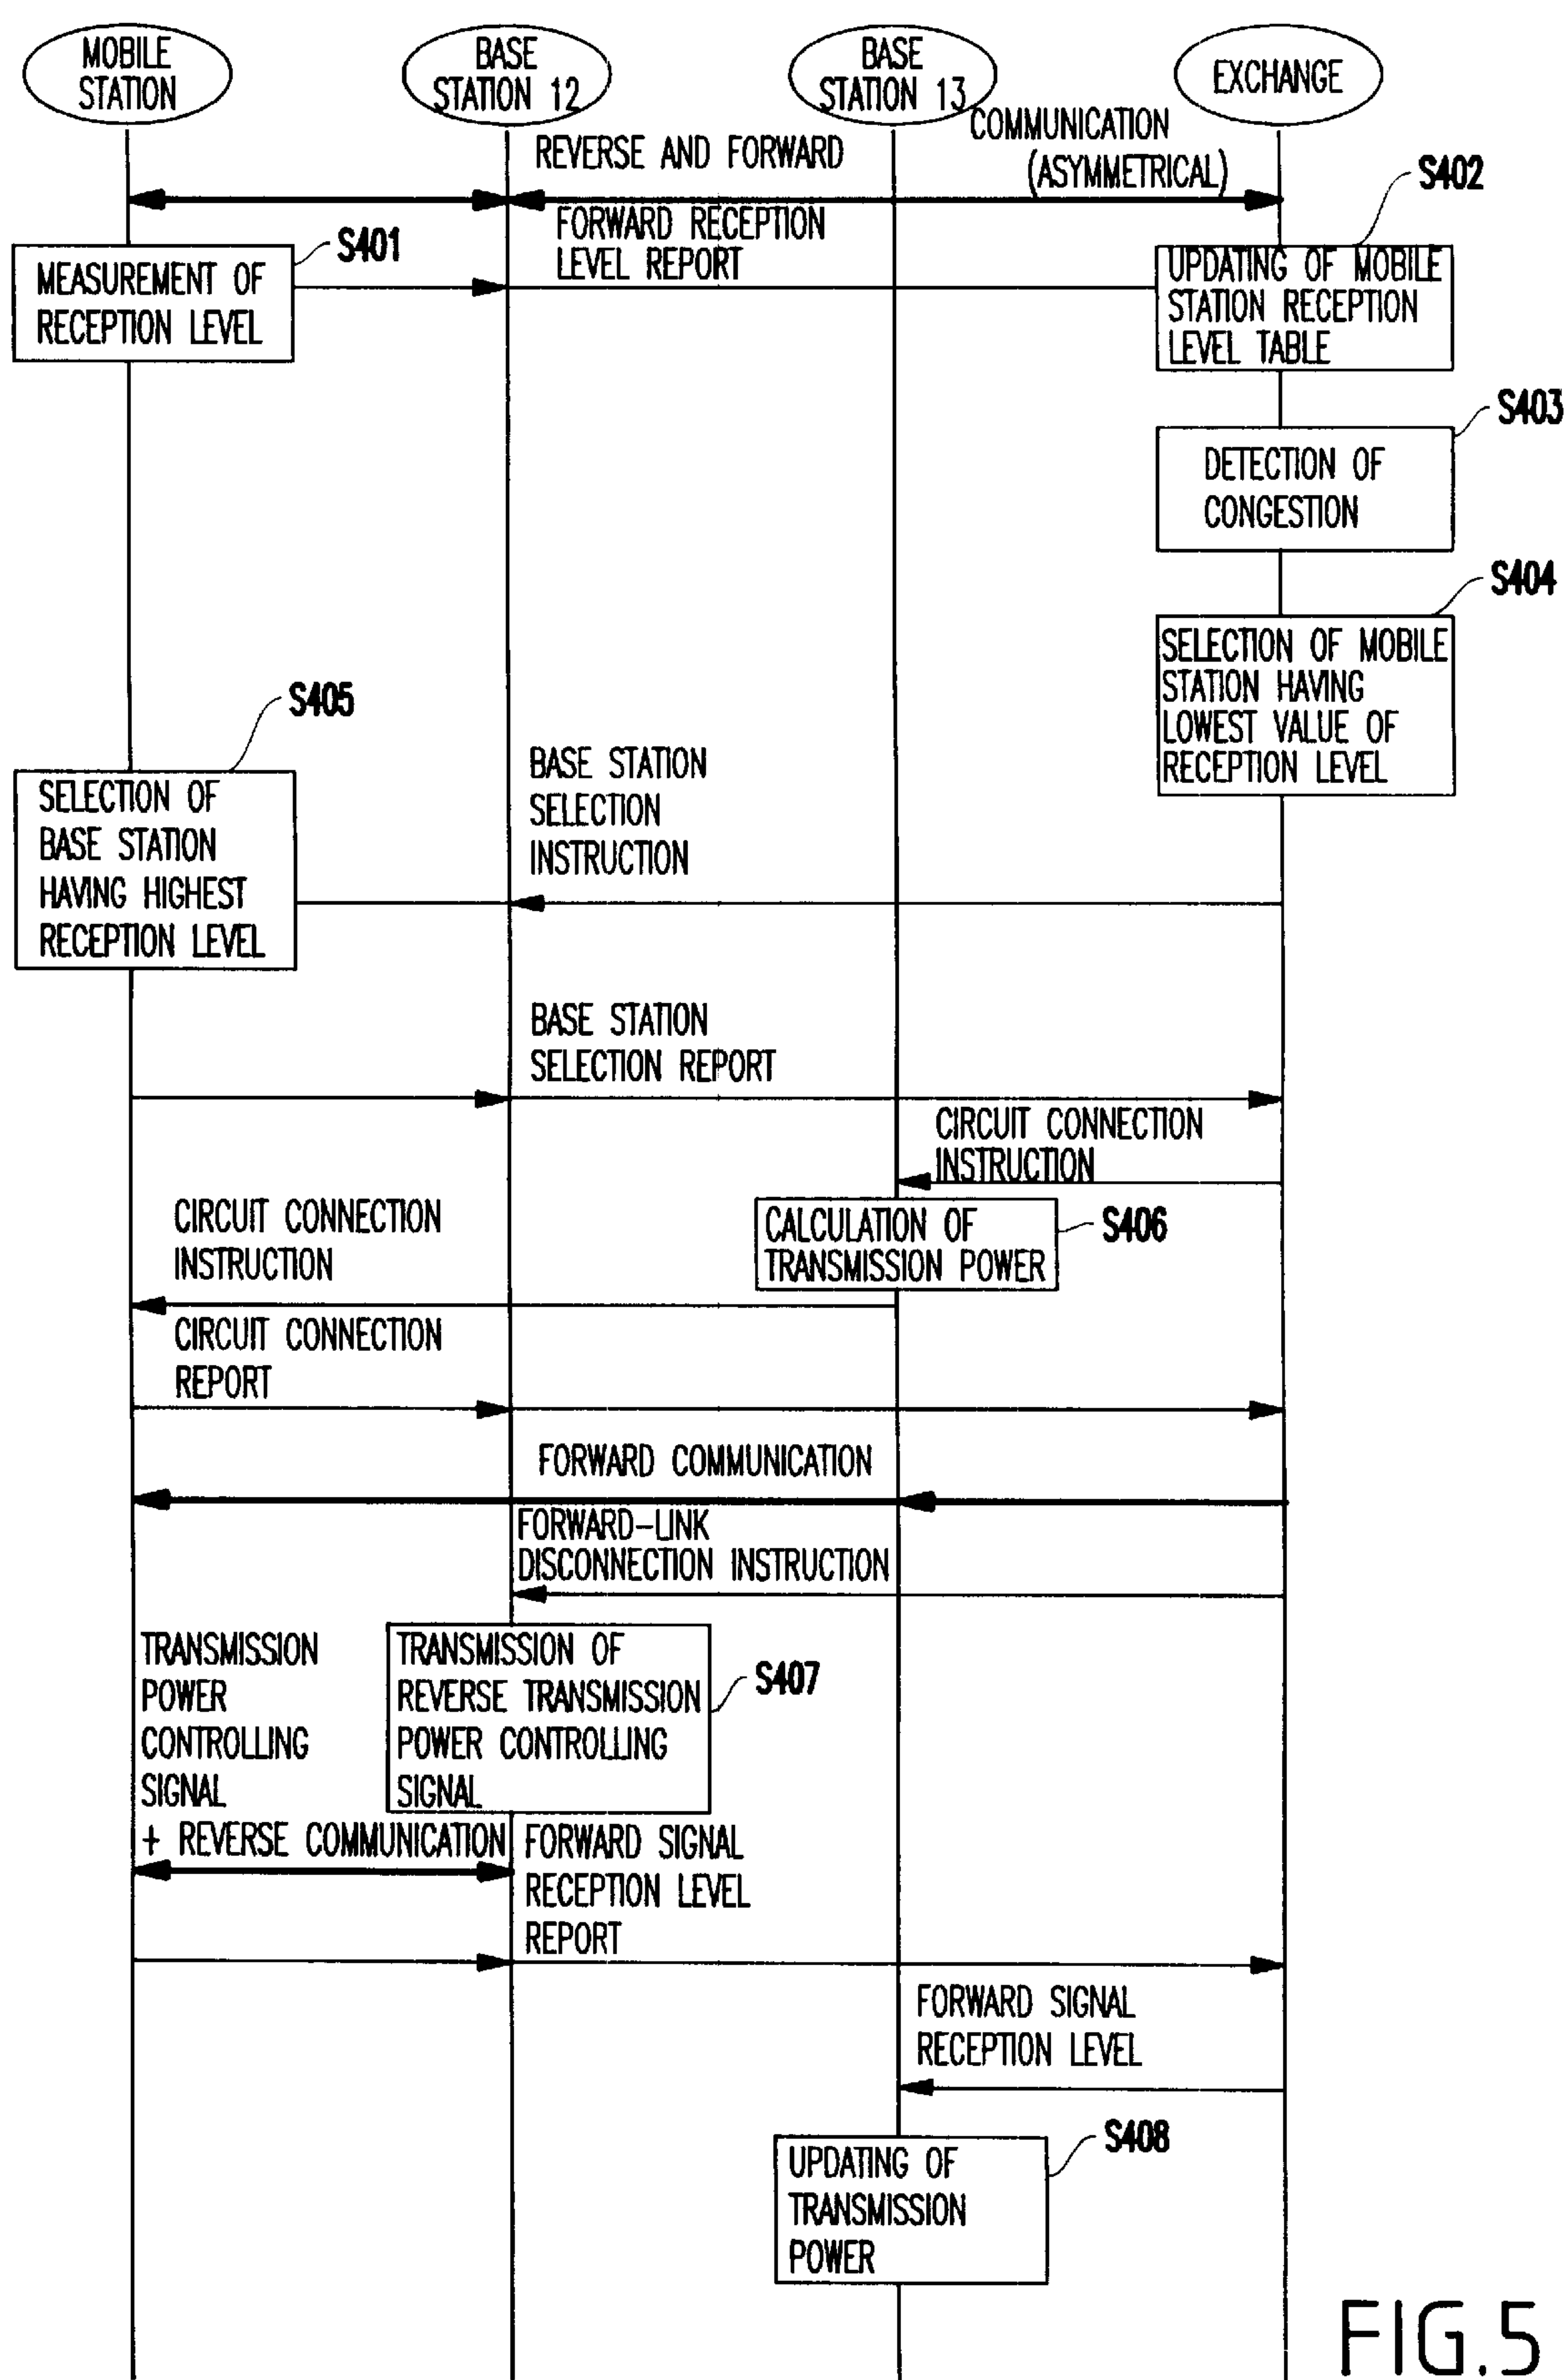 MOBILE
STATION
BASE
STATION 12
BASE
STATION 13
EXCHANGE
REVERSE AND FORWARD
COMMUNICATION
(ASYMMETRICAL)
S402
FORWARD RECEPTION
LEVEL REPORT
S401
MEASUREMENT OF
RECEPTION LEVEL
UPDATING OF MOBILE
STATION RECEPTION
LEVEL TABLE
S403
DETECTION OF
CONGESTION
S404
SELECTION OF MOBILE
STATION HAVING
LOWEST VALUE OF
RECEPTION LEVEL
S405
SELECTION OF
BASE STATION
HAVING HIGHEST
RECEPTION LEVEL
BASE STATION
SELECTION
INSTRUCTION
BASE STATION
SELECTION REPORT
CIRCUIT CONNECTION
INSTRUCTION
CALCULATION OF
TRANSMISSION POWER
S406
CIRCUIT CONNECTION
INSTRUCTION
CIRCUIT CONNECTION
REPORT
FORWARD COMMUNICATION
FORWARD-LINK
DISCONNECTION INSTRUCTION
TRANSMISSION
POWER
CONTROLLING
SIGNAL
+ REVERSE COMMUNICATION
TRANSMISSION OF
REVERSE TRANSMISSION
POWER CONTROLLING
SIGNAL
S407
FORWARD SIGNAL
RECEPTION LEVEL
REPORT
FORWARD SIGNAL
RECEPTION LEVEL
S408
UPDATING OF
TRANSMISSION
POWER
FIG.5